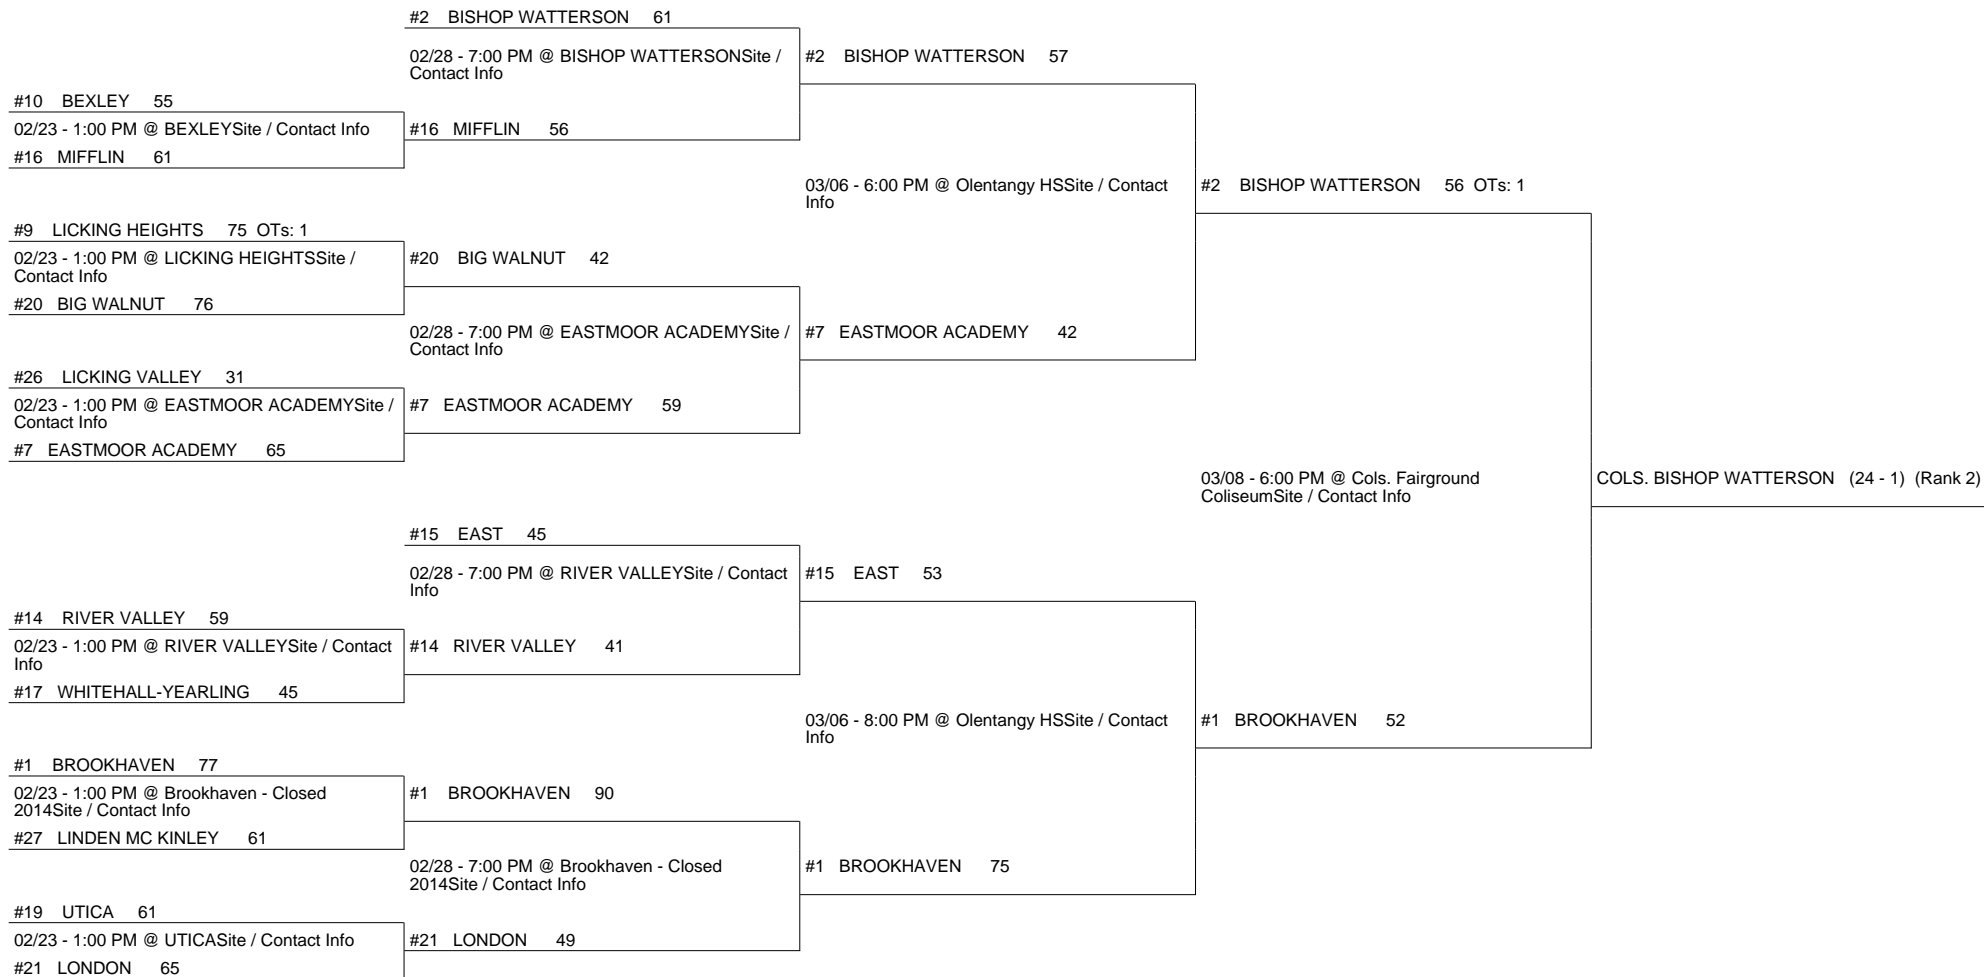 #2 BISHOP WATTERSON 61
02/28 - 7:00 PM @ BISHOP WATTERSONSite /
Contact Info
#10 BEXLEY 55
02/23 - 1:00 PM @ BEXLEYSite / Contact Info
#16 MIFFLIN 61
#16 MIFFLIN 56
#2 BISHOP WATTERSON 57
03/06 - 6:00 PM @ Olentangy HSSite / Contact
Info
#9 LICKING HEIGHTS 75 OTs: 1
02/23 - 1:00 PM @ LICKING HEIGHTSSite /
Contact Info
#20 BIG WALNUT 76
#20 BIG WALNUT 42
02/28 - 7:00 PM @ EASTMOOR ACADEMYSite /
Contact Info
#26 LICKING VALLEY 31
02/23 - 1:00 PM @ EASTMOOR ACADEMYSite /
Contact Info
#7 EASTMOOR ACADEMY 65
#7 EASTMOOR ACADEMY 59
#7 EASTMOOR ACADEMY 42
#2 BISHOP WATTERSON 56 OTs: 1
03/08 - 6:00 PM @ Cols. Fairground
ColiseumSite / Contact Info
COLS. BISHOP WATTERSON (24 - 1) (Rank 2)
#15 EAST 45
02/28 - 7:00 PM @ RIVER VALLEYSite / Contact
Info
#14 RIVER VALLEY 59
02/23 - 1:00 PM @ RIVER VALLEYSite / Contact
Info
#17 WHITEHALL-YEARLING 45
#14 RIVER VALLEY 41
#15 EAST 53
03/06 - 8:00 PM @ Olentangy HSSite / Contact
Info
#1 BROOKHAVEN 52
#1 BROOKHAVEN 77
02/23 - 1:00 PM @ Brookhaven - Closed
2014Site / Contact Info
#27 LINDEN MC KINLEY 61
#1 BROOKHAVEN 90
02/28 - 7:00 PM @ Brookhaven - Closed
2014Site / Contact Info
#1 BROOKHAVEN 75
#19 UTICA 61
02/23 - 1:00 PM @ UTICASite / Contact Info
#21 LONDON 65
#21 LONDON 49